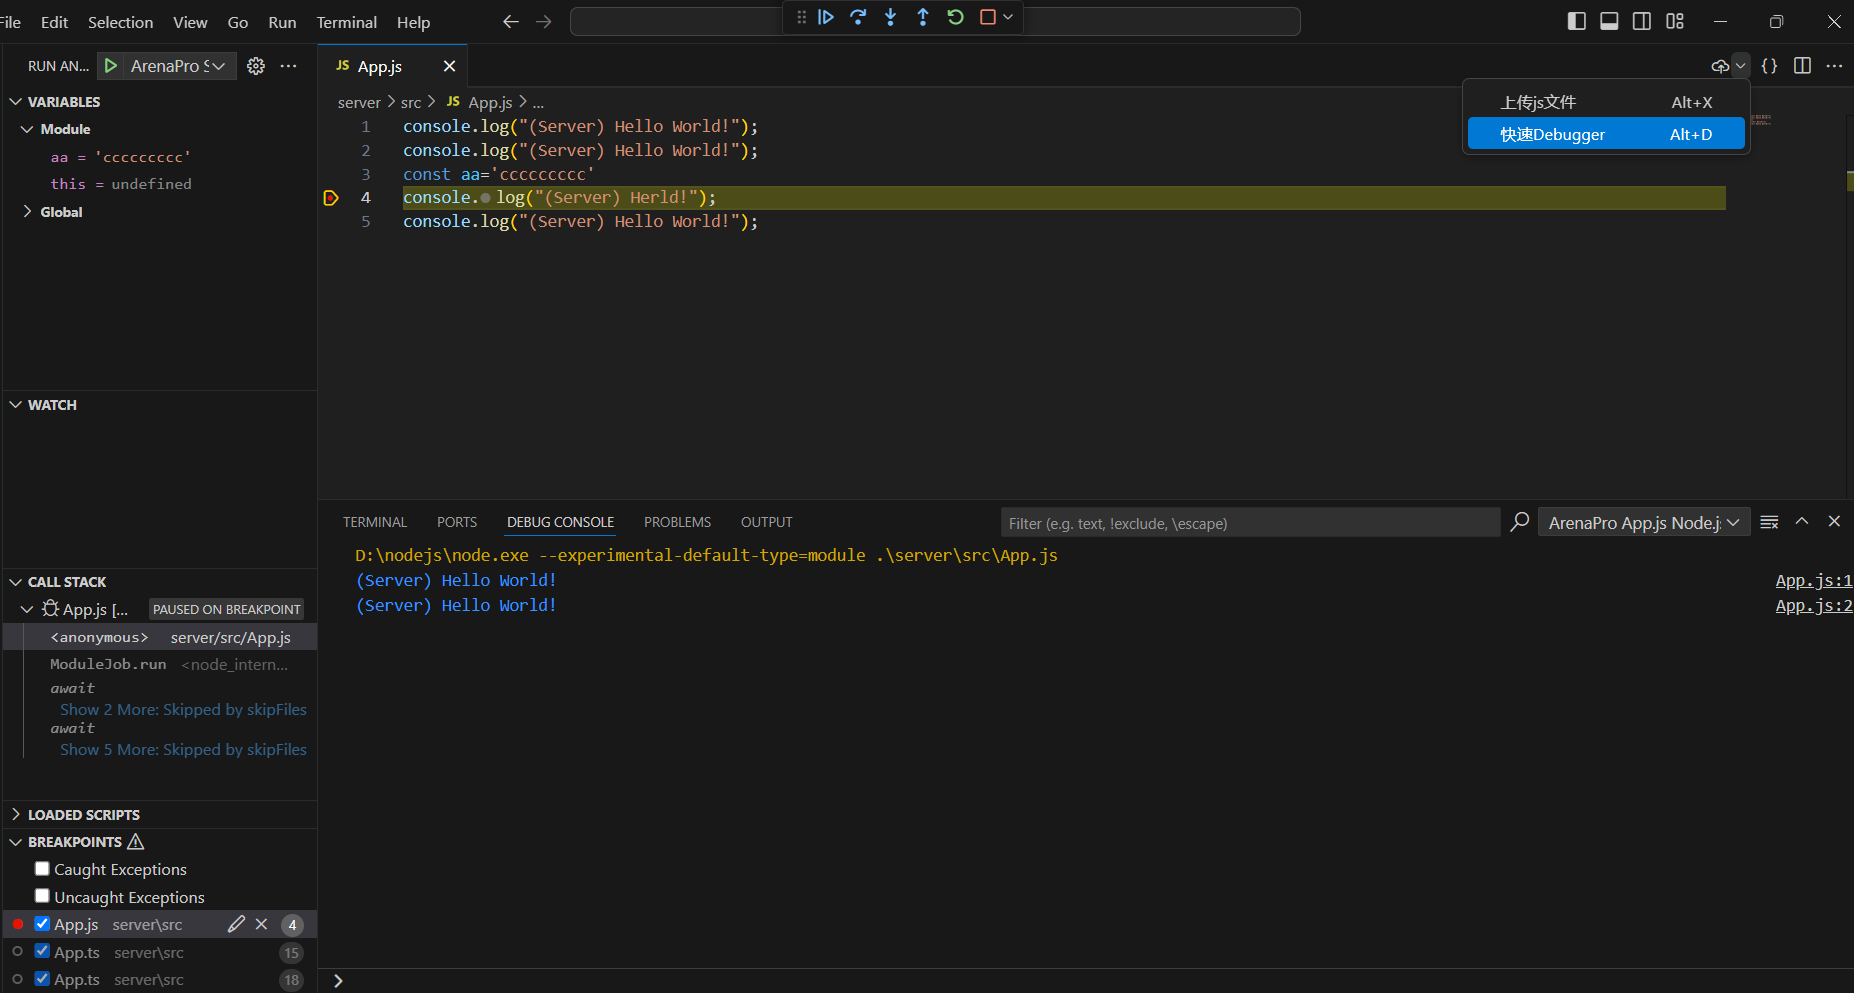 File Edit Selection View Go Run Terminal Help
RUN AN... ArenaPro S
VARIABLES
Module
aa = 'ccccccccc'
this = undefined
Global
WATCH
CALL STACK
App.js [... PAUSED ON BREAKPOINT
<anonymous> server/src/App.js
ModuleJob.run <node_intern...
await
Show 2 More: Skipped by skipFiles
await
Show 5 More: Skipped by skipFiles
LOADED SCRIPTS
BREAKPOINTS
Caught Exceptions
Uncaught Exceptions
App.js server\src 4
App.ts server\src 15
App.ts server\src 18
JS App.js
server > src > JS App.js > ...
1 console.log("(Server) Hello World!");
2 console.log("(Server) Hello World!");
3 const aa='ccccccccc'
4 console.log("(Server) Herld!");
5 console.log("(Server) Hello World!");
{} ...
上传js文件 Alt+X
快速Debugger Alt+D
TERMINAL PORTS DEBUG CONSOLE PROBLEMS OUTPUT
Filter (e.g. text, !exclude, \escape)
ArenaPro App.js Node.j
D:\nodejs\node.exe --experimental-default-type=module .\server\src\App.js
(Server) Hello World! App.js:1
(Server) Hello World! App.js:2